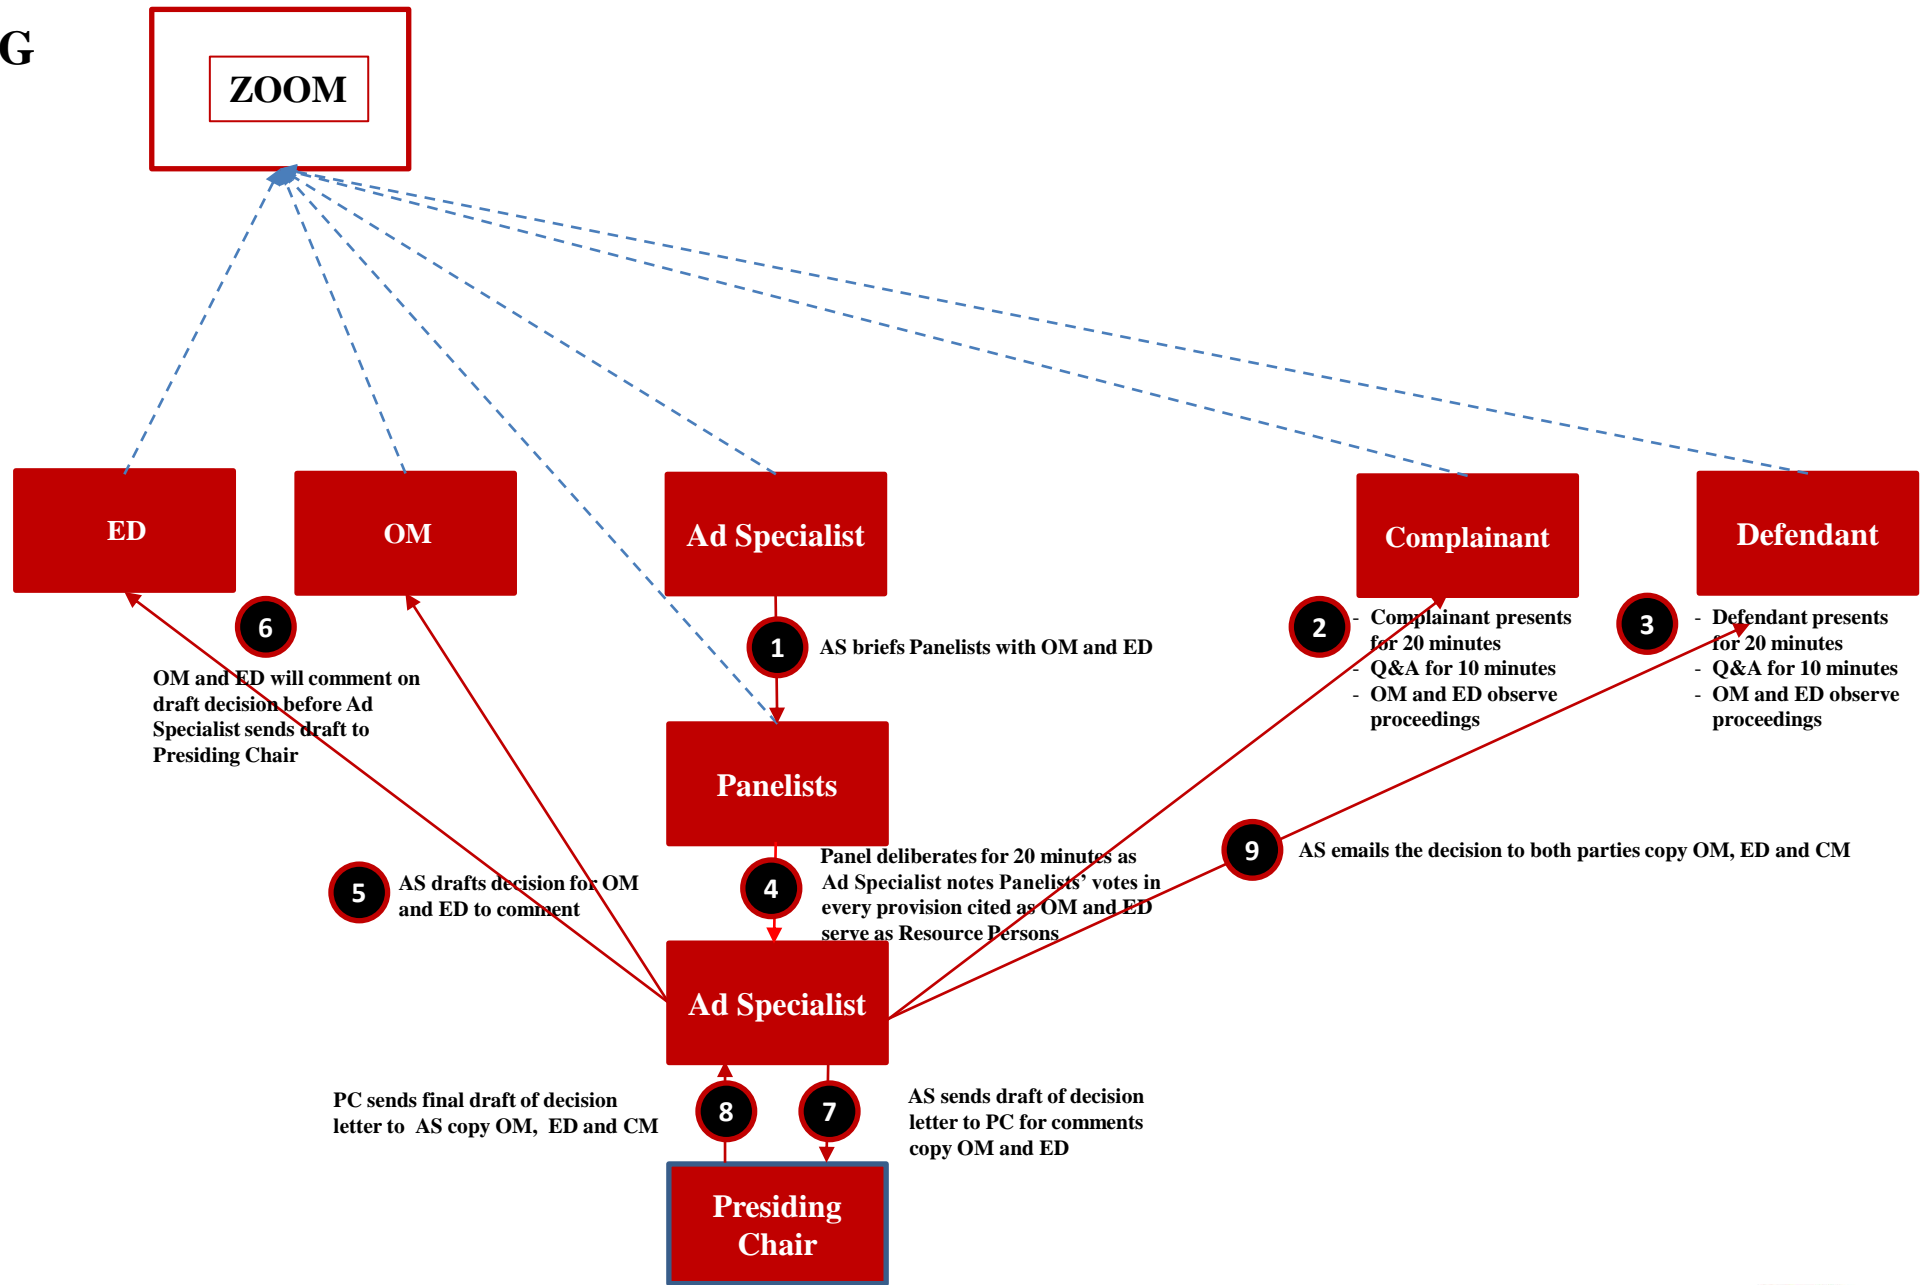 G
ZOOM
ED
OM
Ad Specialist
Complainant
Defendant
6
OM and ED will comment on
draft decision before Ad
Specialist sends draft to
Presiding Chair
1
AS briefs Panelists with OM and ED
2
- Complainant presents
for 20 minutes
- Q&A for 10 minutes
- OM and ED observe
proceedings
3
- Defendant presents
for 20 minutes
- Q&A for 10 minutes
- OM and ED observe
proceedings
Panelists
5
AS drafts decision for OM
and ED to comment
4
Panel deliberates for 20 minutes as
Ad Specialist notes Panelists’ votes in
every provision cited as OM and ED
serve as Resource Persons
9
AS emails the decision to both parties copy OM, ED and CM
Ad Specialist
PC sends final draft of decision
letter to AS copy OM, ED and CM
8
7
AS sends draft of decision
letter to PC for comments
copy OM and ED
Presiding
Chair